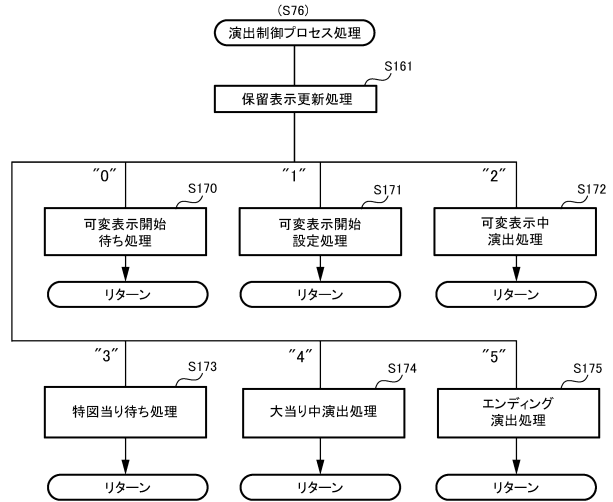 (S76)
演出制御プロセス処理
S161
保留表示更新処理
"0"
"1"
"2"
S170
S171
S172
可変表示開始
待ち処理
可変表示開始
設定処理
可変表示中
演出処理
リターン
リターン
リターン
"3"
"4"
"5"
S173
S174
S175
特図当り待ち処理
大当り中演出処理
エンディング
演出処理
リターン
リターン
リターン